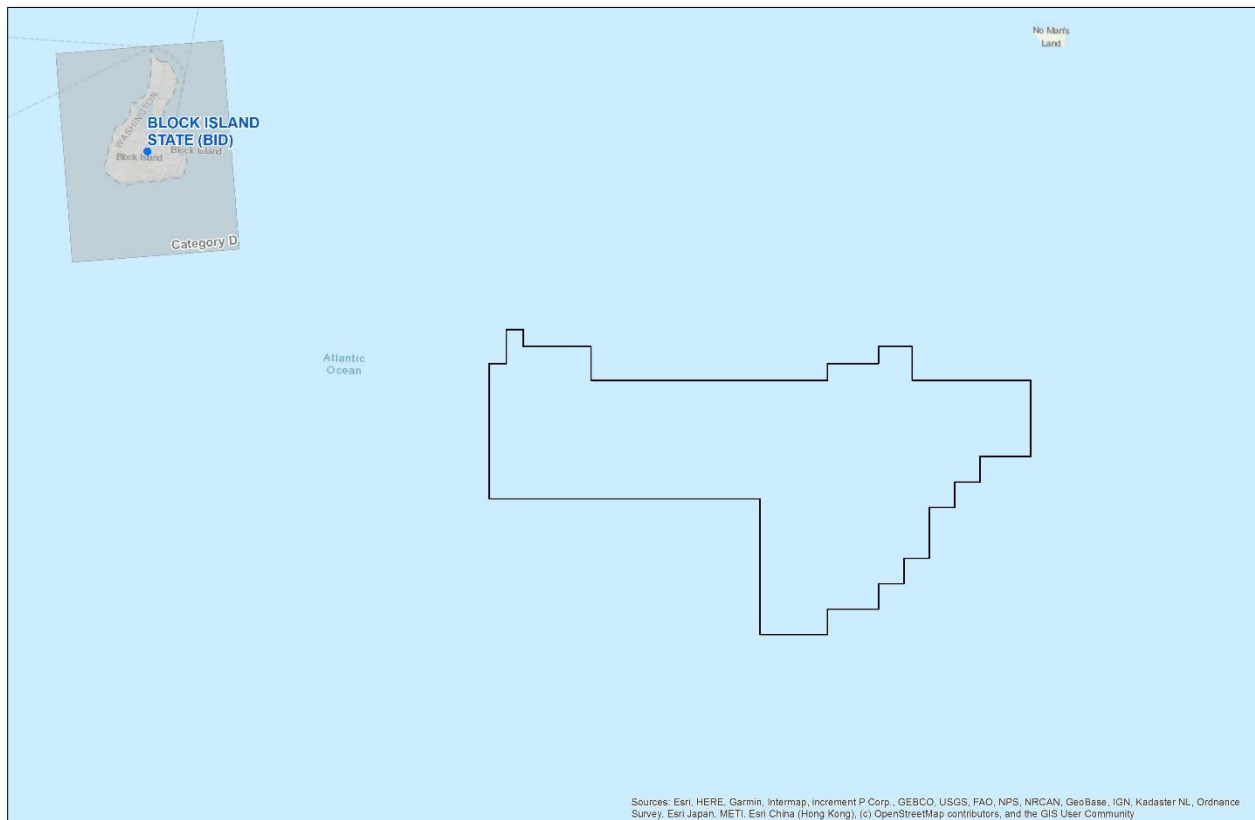 No Man's
Land
WASHINGTON
BLOCK ISLAND
STATE (BID)
Block Island
Block Island
Category D
Atlantic
Ocean
Sources: Esri, HERE, Garmin, Intermap, increment P Corp., GEBCO, USGS, FAO, NPS, NRCAN, GeoBase, IGN, Kadaster NL, Ordnance
Survey, Esri Japan, METI, Esri China (Hong Kong), (c) OpenStreetMap contributors, and the GIS User Community